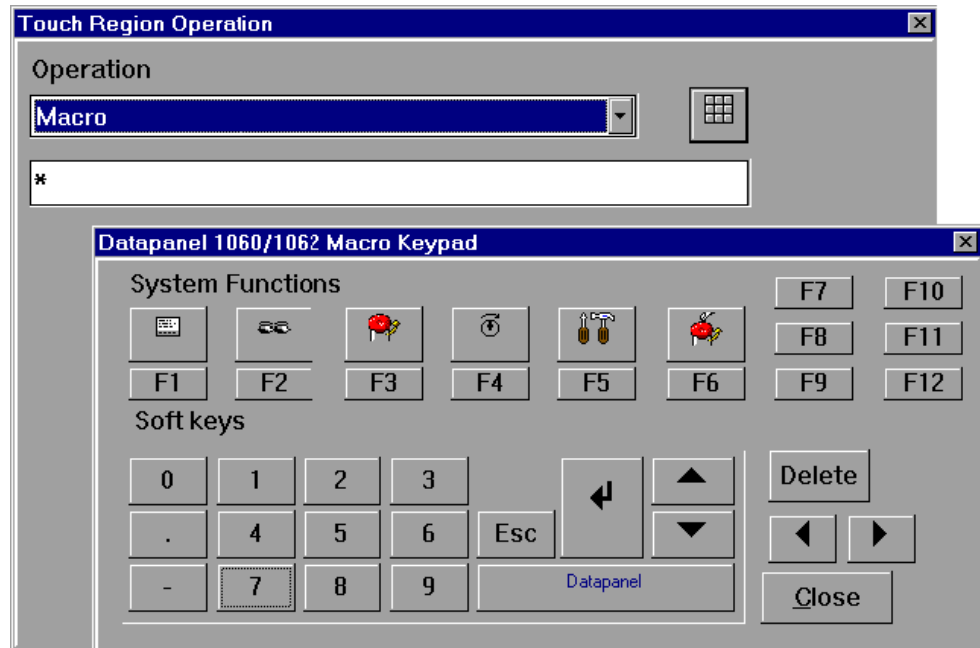 Touch Region Operation
Operation
Macro
*
Datapanel 1060/1062 Macro Keypad
System Functions
F7 F10
F8 F11
F1 F2 F3 F4 F5 F6 F9 F12
Soft keys
0 1 2 3 Delete
. 4 5 6 Esc
- 7 8 9 Datapanel
Close